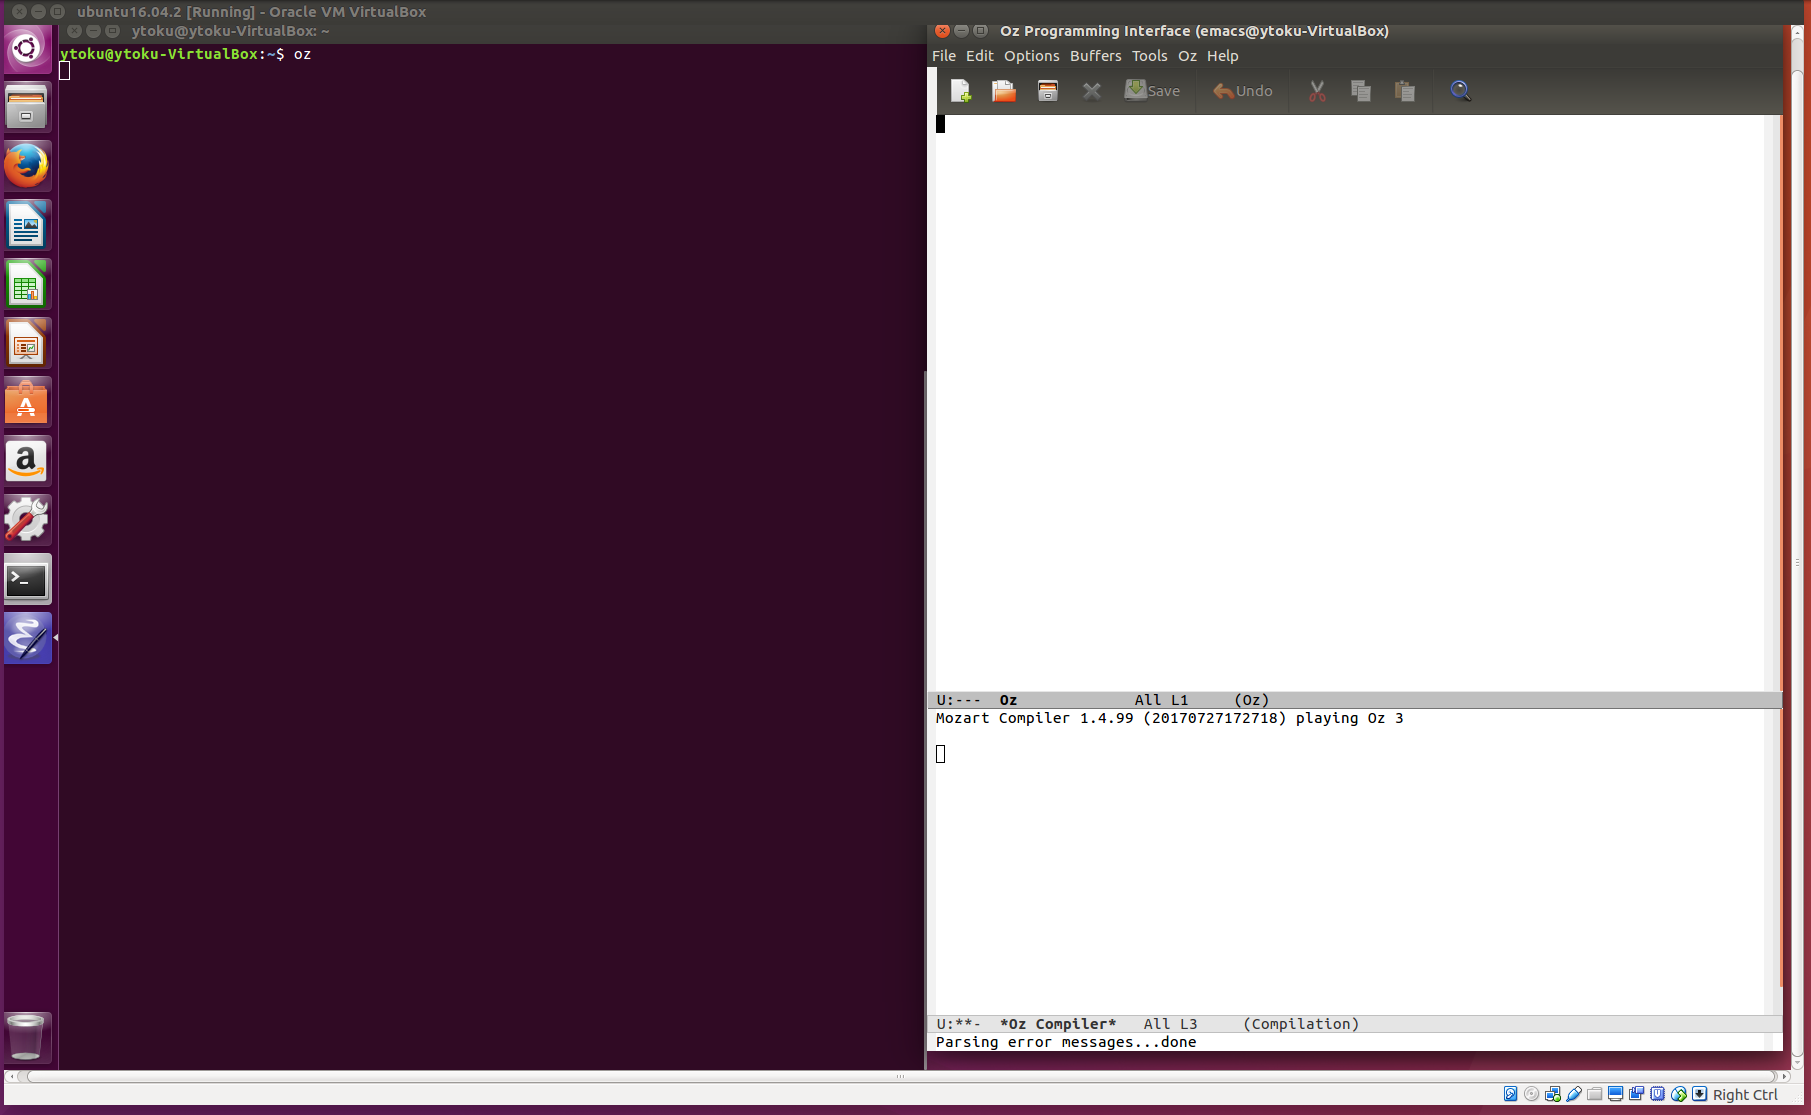 ubuntu16.04.2 [Running] - Oracle VM VirtualBox
ytoku@ytoku-VirtualBox: ~
ytoku@ytoku-VirtualBox:~$ oz
Oz Programming Interface (emacs@ytoku-VirtualBox)
File Edit Options Buffers Tools Oz Help
Save Undo
U:--- Oz All L1 (Oz)
Mozart Compiler 1.4.99 (20170727172718) playing Oz 3
U:**- *Oz Compiler* All L3 (Compilation)
Parsing error messages...done
Right Ctrl